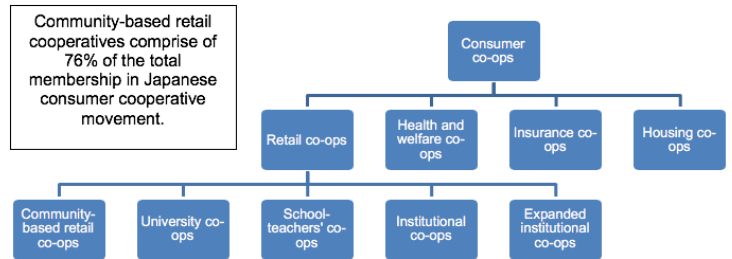 Community-based retail
cooperatives comprise of
76% of the total
membership in Japanese
consumer cooperative
movement.
Consumer
co-ops
Retail co-ops
Health and
welfare co-
ops
Insurance co-
ops
Housing co-
ops
Community-
based retail
co-ops
University co-
ops
School-
teachers' co-
ops
Institutional
co-ops
Expanded
institutional co-ops